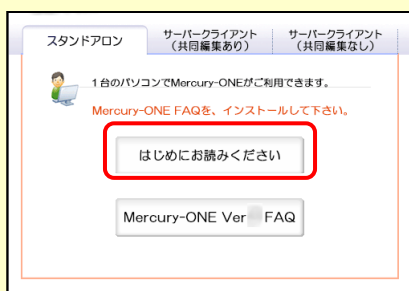 スタンドアロン
サーバークライアント
（共同編集あり）
サーバークライアント
（共同編集なし）
1台のパソコンでMercury-ONEがご利用できます。
Mercury-ONE FAQを、インストールして下さい。
はじめにお読みください
Mercury-ONE Ver FAQ